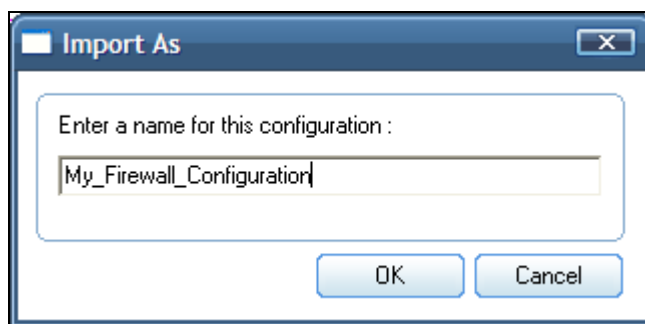 Import As
Enter a name for this configuration :
My_Firewall_Configuration
OK Cancel